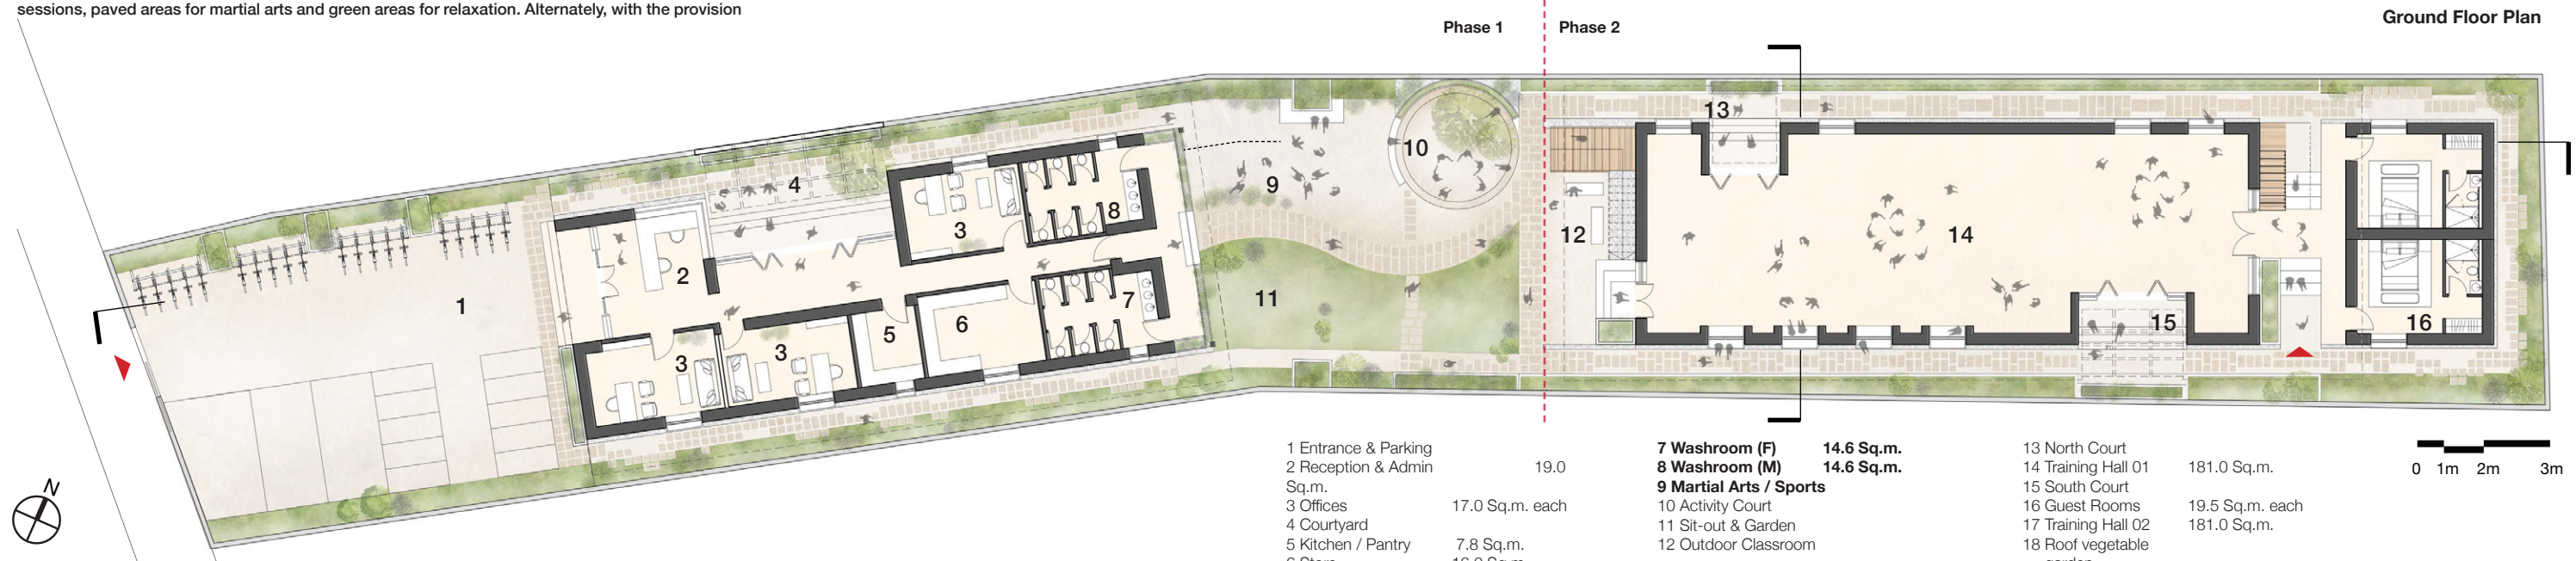 sessions, paved areas for martial arts and green areas for relaxation. Alternately, with the provision
Phase 1
Phase 2
Ground Floor Plan
1
2
3
3
3
4
5
6
7
8
9
10
11
12
13
14
15
16
N
1 Entrance & Parking
2 Reception & Admin 19.0
Sq.m.
3 Offices 17.0 Sq.m. each
4 Courtyard
5 Kitchen / Pantry 7.8 Sq.m.
7 Washroom (F) 14.6 Sq.m.
8 Washroom (M) 14.6 Sq.m.
9 Martial Arts / Sports
10 Activity Court
11 Sit-out & Garden
12 Outdoor Classroom
13 North Court
14 Training Hall 01 181.0 Sq.m.
15 South Court
16 Guest Rooms 19.5 Sq.m. each
17 Training Hall 02 181.0 Sq.m.
18 Roof vegetable
0 1m 2m 3m